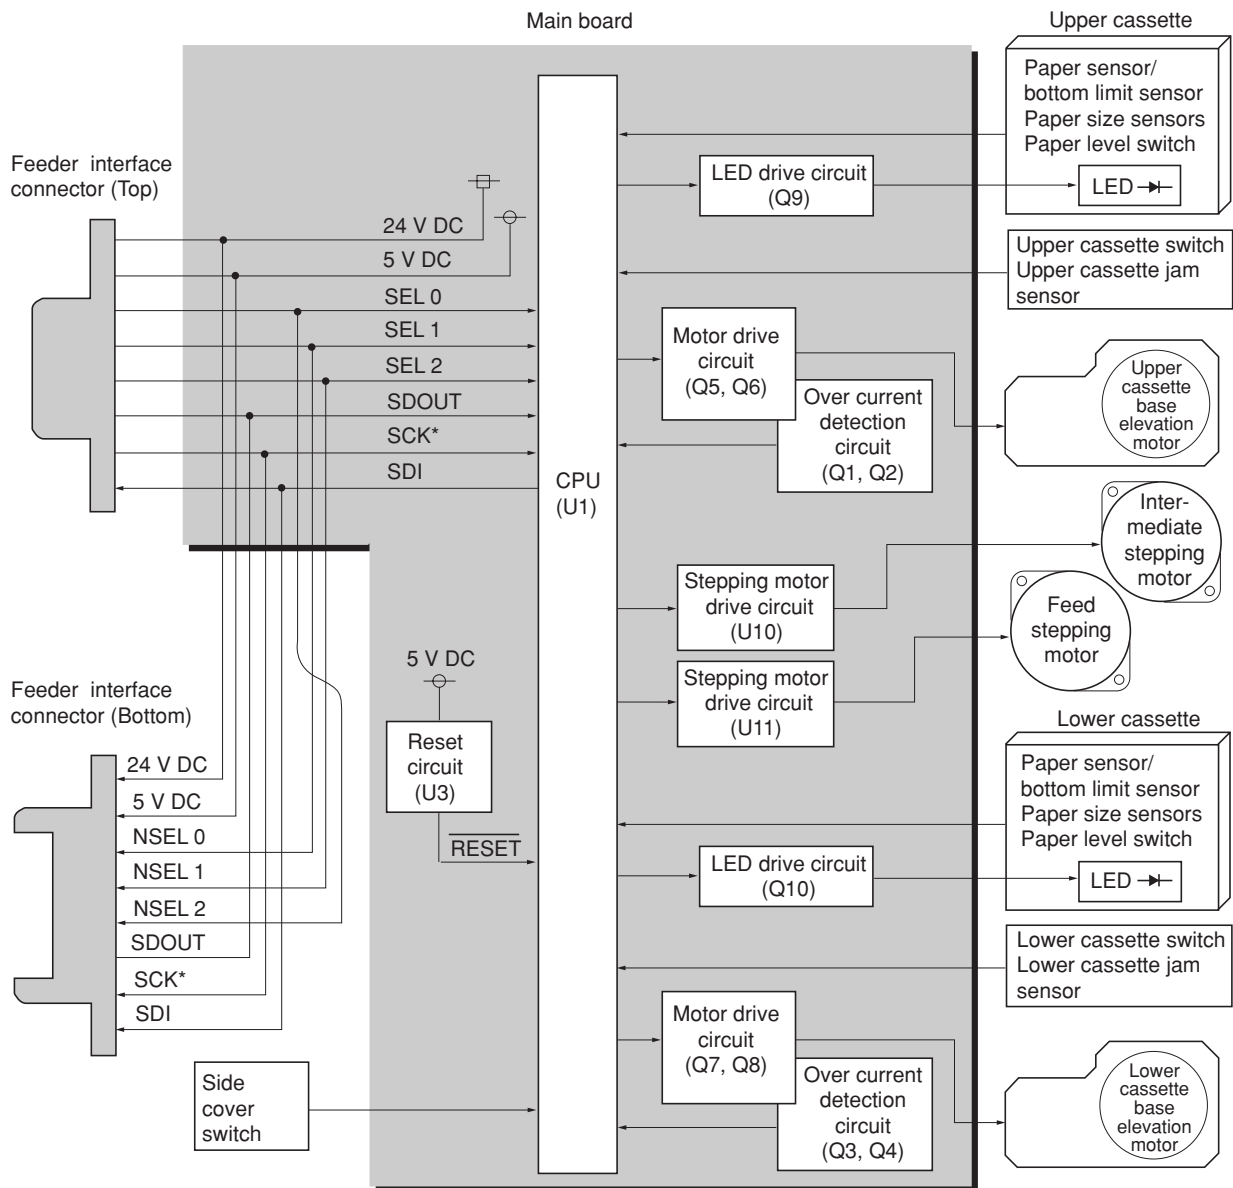 Main board
Upper cassette
Paper sensor/
bottom limit sensor
Paper size sensors
Paper level switch
LED
Feeder interface
connector (Top)
LED drive circuit
(Q9)
24 V DC
5 V DC
SEL 0
SEL 1
SEL 2
SDOUT
SCK*
SDI
Upper cassette switch
Upper cassette jam
sensor
Motor drive
circuit
(Q5, Q6)
Over current
detection
circuit
(Q1, Q2)
Upper
cassette
base
elevation
motor
CPU
(U1)
Inter-
mediate
stepping
motor
Stepping motor
drive circuit
(U10)
Feed
stepping
motor
Stepping motor
drive circuit
(U11)
5 V DC
Reset
circuit
(U3)
RESET
Feeder interface
connector (Bottom)
24 V DC
5 V DC
NSEL 0
NSEL 1
NSEL 2
SDOUT
SCK*
SDI
Lower cassette
Paper sensor/
bottom limit sensor
Paper size sensors
Paper level switch
LED
LED drive circuit
(Q10)
Lower cassette switch
Lower cassette jam
sensor
Motor drive
circuit
(Q7, Q8)
Over current
detection
circuit
(Q3, Q4)
Lower
cassette
base
elevation
motor
Side
cover
switch